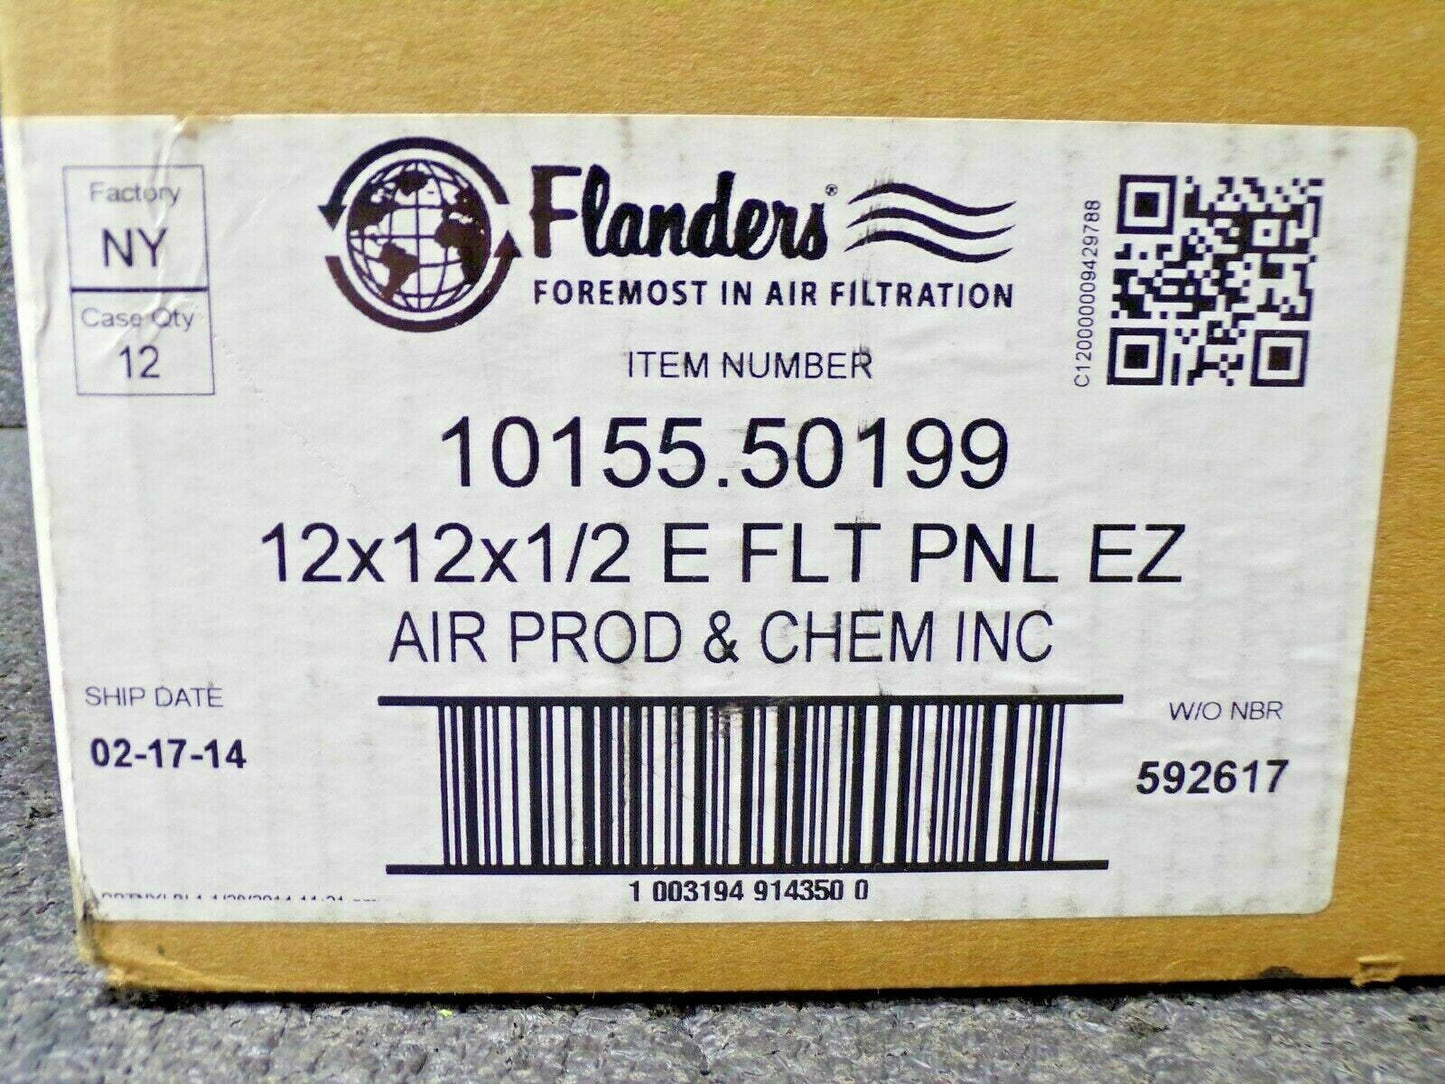 Factory
NY
Case Qty
12
Flanders®
FOREMOST IN AIR FILTRATION
C120000009429788
ITEM NUMBER
10155.50199
12x12x1/2 E FLT PNL EZ
AIR PROD & CHEM INC
SHIP DATE
02-17-14
W/O NBR
592617
1 003194 914350 0